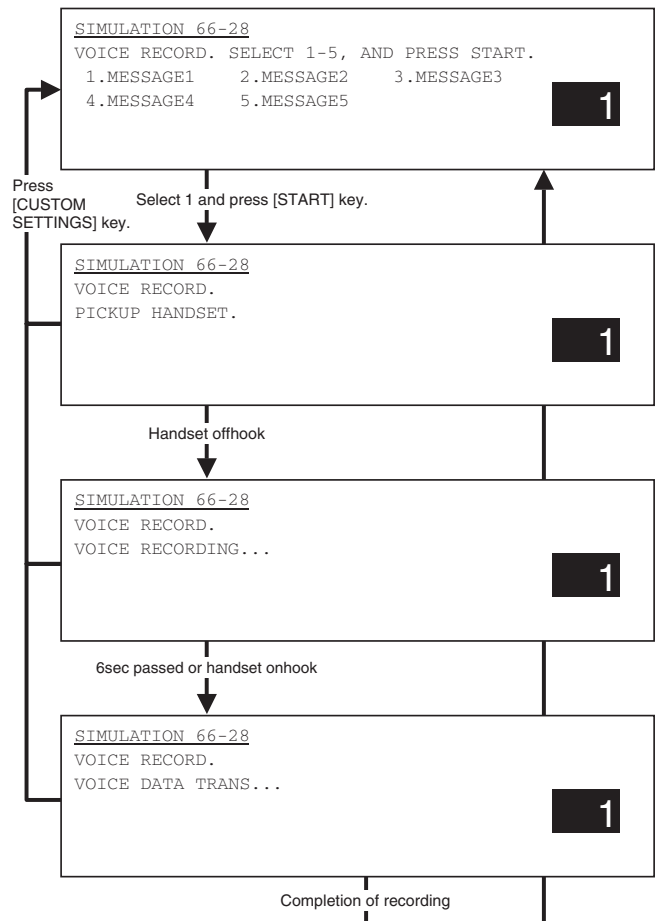 SIMULATION 66-28
VOICE RECORD. SELECT 1-5, AND PRESS START.
1.MESSAGE1 2.MESSAGE2 3.MESSAGE3
4.MESSAGE4 5.MESSAGE5
1
Press
[CUSTOM
SETTINGS] key.
Select 1 and press [START] key.
SIMULATION 66-28
VOICE RECORD.
PICKUP HANDSET.
1
Handset offhook
SIMULATION 66-28
VOICE RECORD.
VOICE RECORDING...
1
6sec passed or handset onhook
SIMULATION 66-28
VOICE RECORD.
VOICE DATA TRANS...
1
Completion of recording